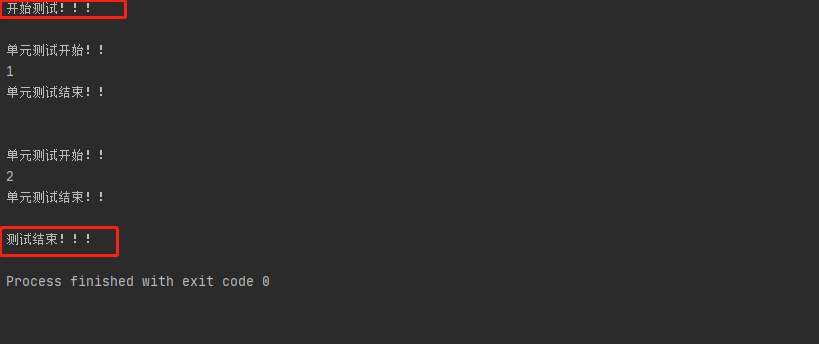 开始测试！！！
单元测试开始！！
1
单元测试结束！！
单元测试开始！！
2
单元测试结束！！
测试结束！！！
Process finished with exit code 0